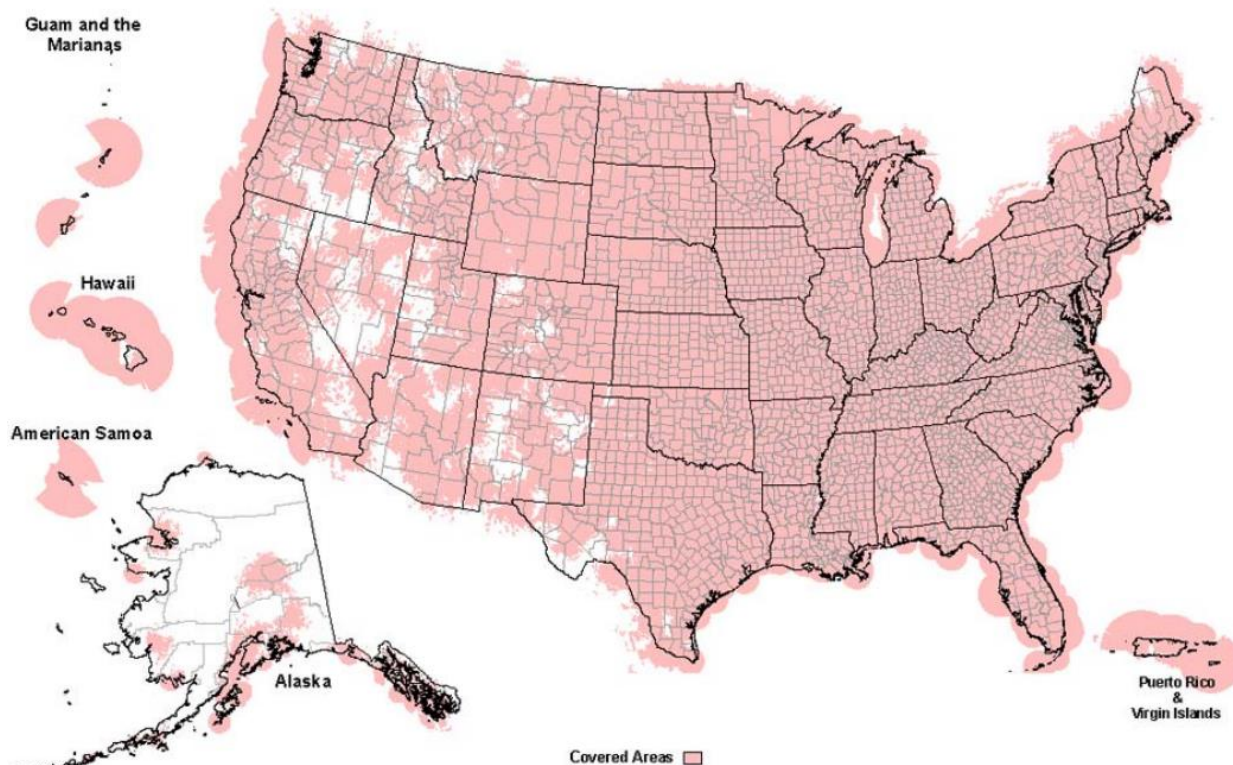 Guam and the
Marianas
Hawaii
American Samoa
Alaska
Puerto Rico
&
Virgin Islands
Covered Areas